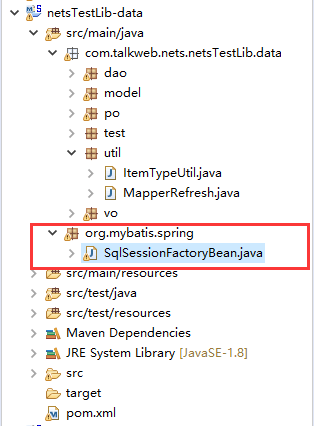 netsTestLib-data
src/main/java
com.talkweb.nets.netsTestLib.data
dao
model
po
test
util
ItemTypeUtil.java
MapperRefresh.java
vo
org.mybatis.spring
SqlSessionFactoryBean.java
src/main/resources
src/test/java
src/test/resources
Maven Dependencies
JRE System Library [JavaSE-1.8]
src
target
pom.xml